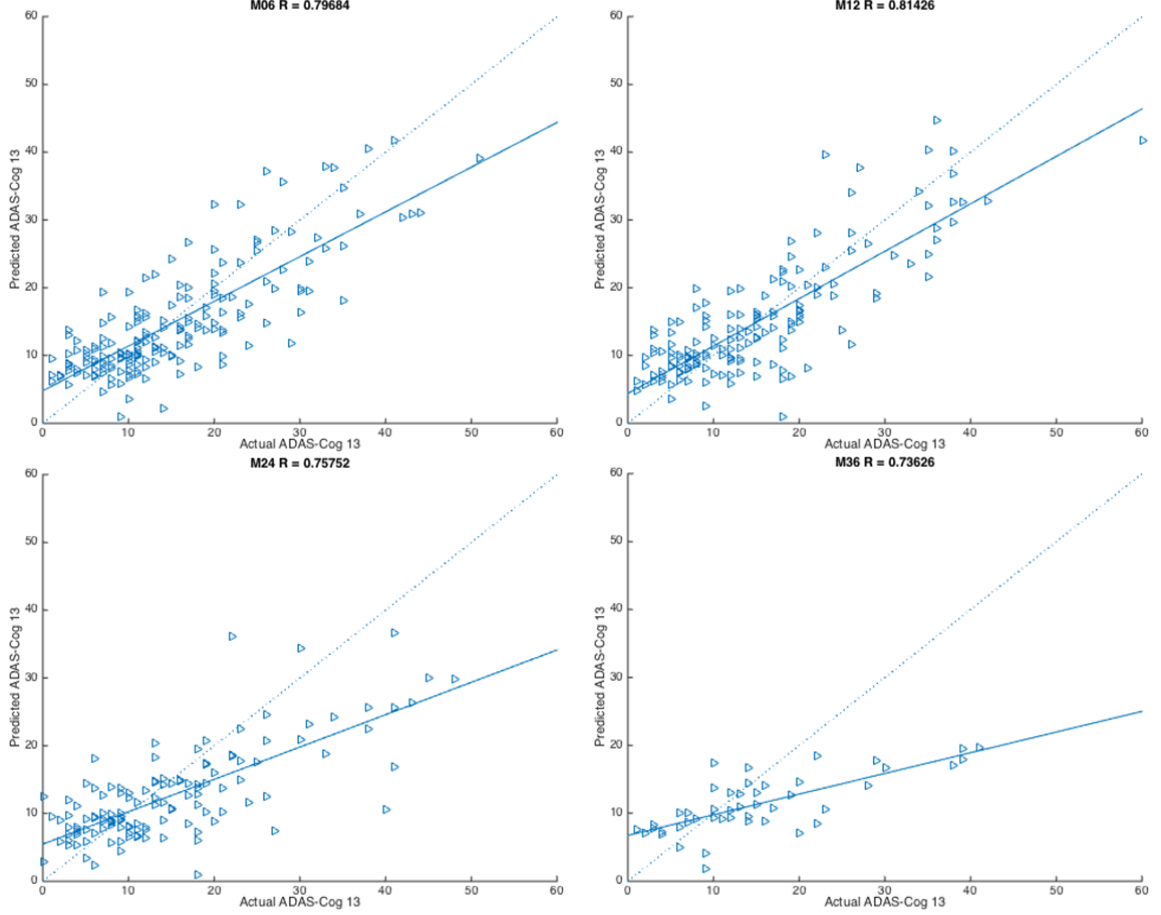 M06 R = 0.79684
60
50
40
30
20
10
0
Predicted ADAS-Cog 13
0 10 20 30 40 50 60
Actual ADAS-Cog 13
M12 R = 0.81426
60
50
40
30
20
10
0
Predicted ADAS-Cog 13
0 10 20 30 40 50 60
Actual ADAS-Cog 13
M24 R = 0.75752
60
50
40
30
20
10
0
Predicted ADAS-Cog 13
0 10 20 30 40 50 60
Actual ADAS-Cog 13
M36 R = 0.73626
60
50
40
30
20
10
0
Predicted ADAS-Cog 13
0 10 20 30 40 50 60
Actual ADAS-Cog 13